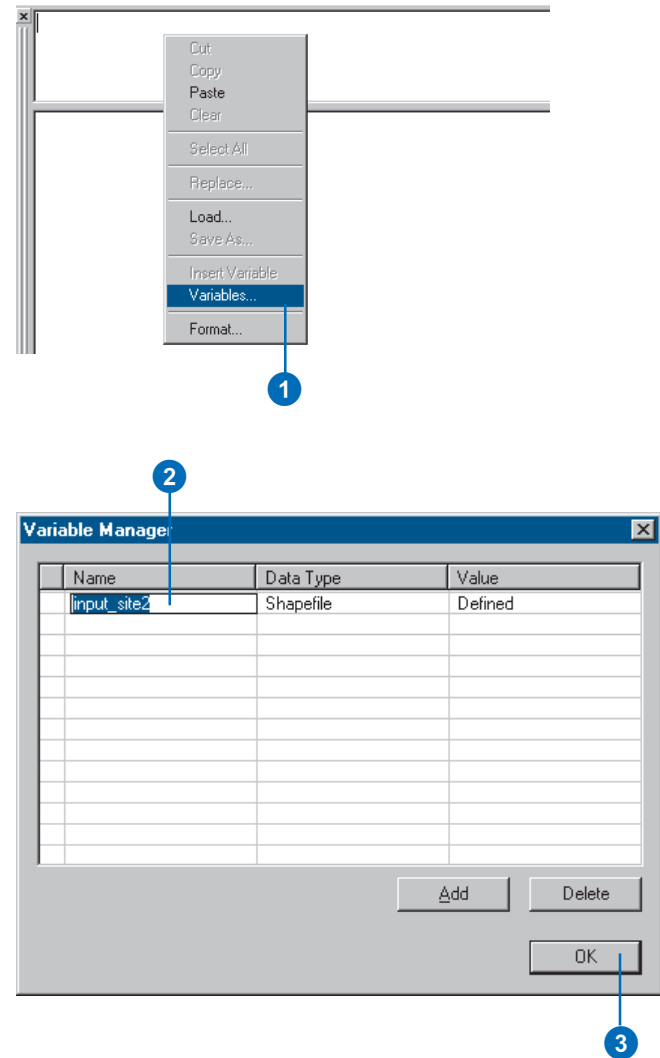 Cut
Copy
Paste
Clear
Select All
Replace...
Load...
Save As...
Insert Variable
Variables...
Format...
1
2
Variable Manager
Name Data Type Value
input_site2 Shapefile Defined
Add Delete
OK
3